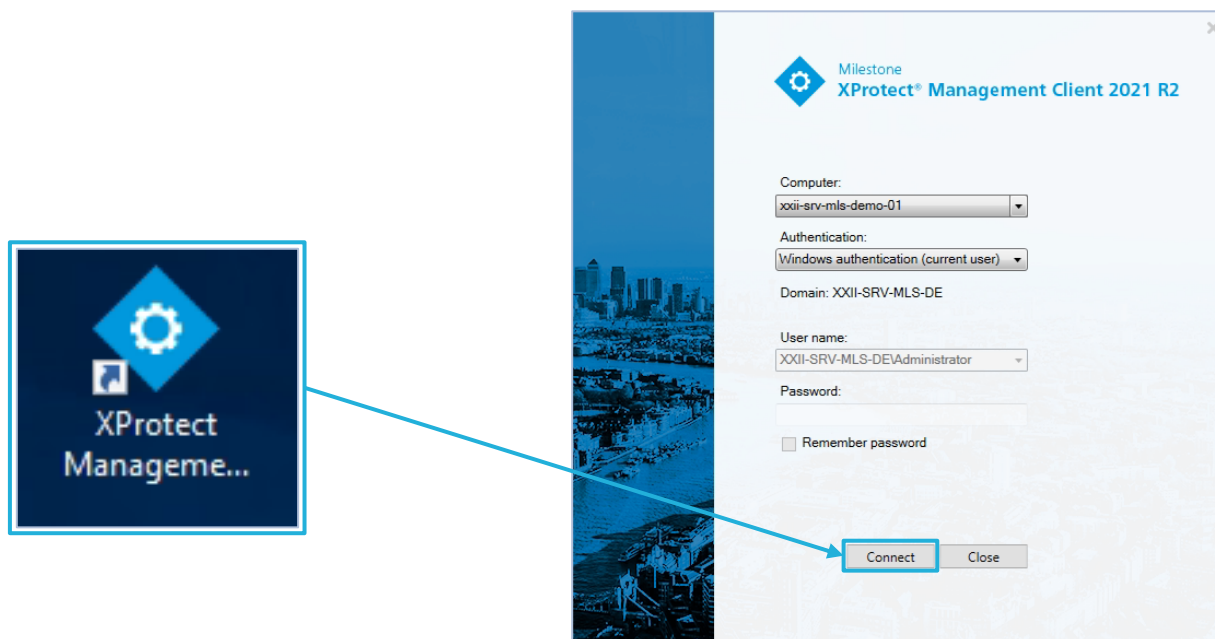 XProtect
Manageme...
Milestone
XProtect® Management Client 2021 R2
Computer:
xxii-srv-mls-demo-01
Authentication:
Windows authentication (current user)
Domain: XXII-SRV-MLS-DE
User name:
XXII-SRV-MLS-DE\Administrator
Password:
Remember password
Connect Close